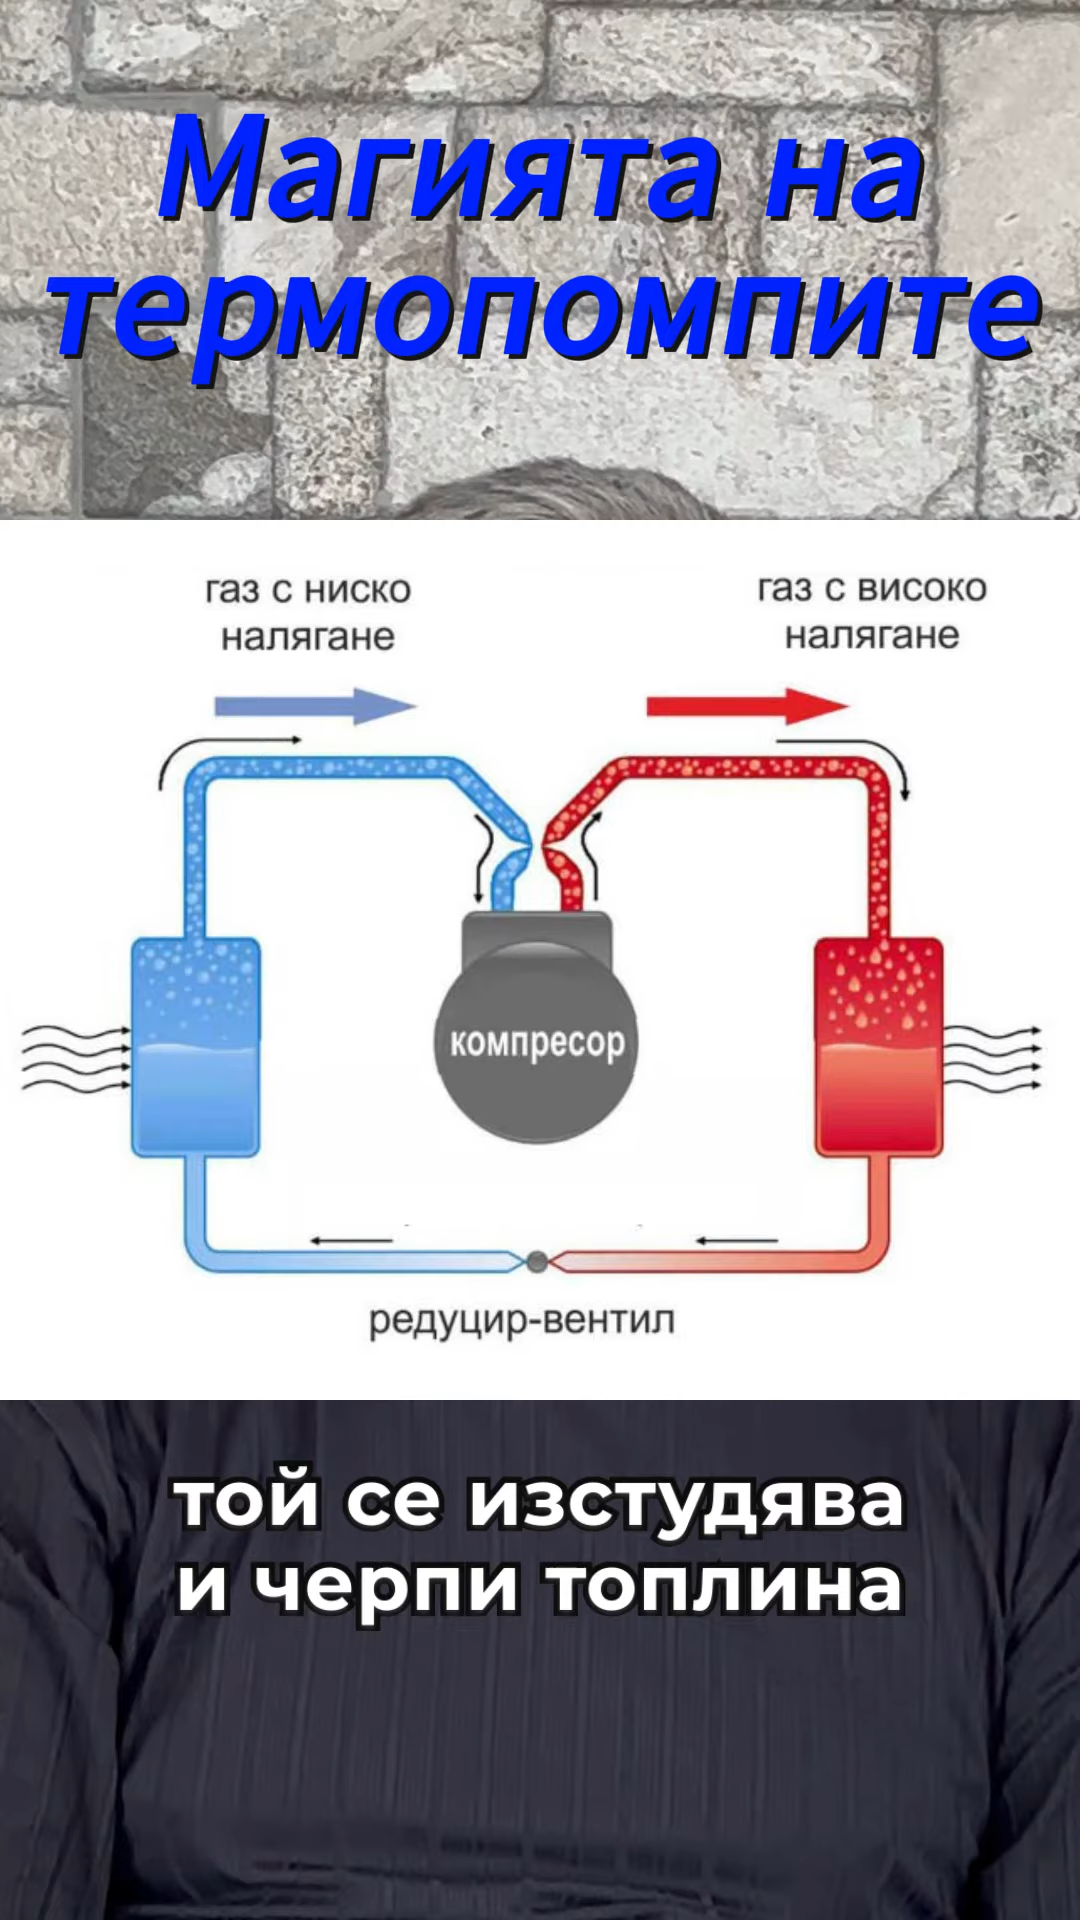 Магията на
термопомпите
газ с ниско
налягане
газ с високо
налягане
компресор
редуцир-вентил
той се изстудява
и черпи топлина